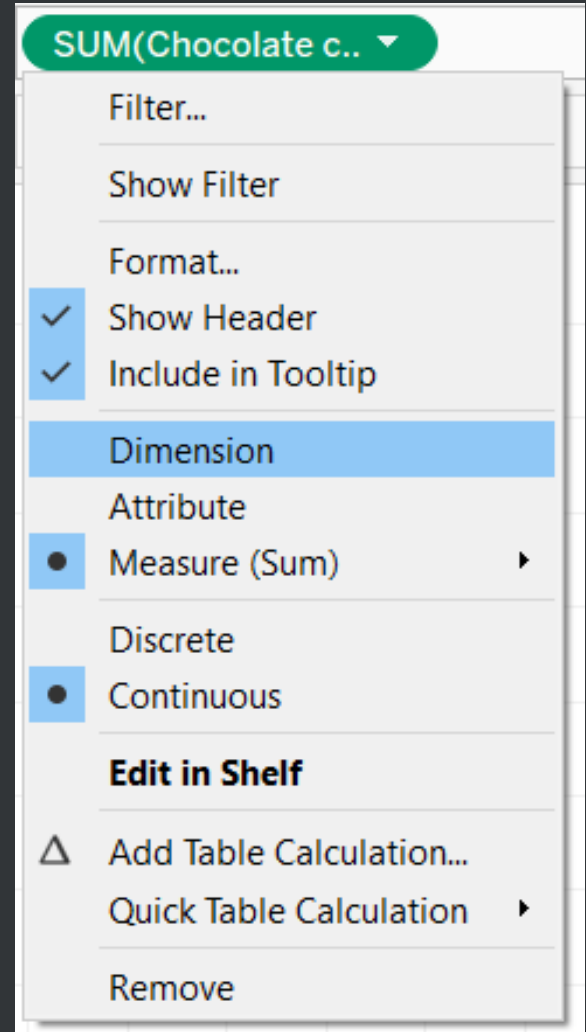 SUM(Chocolate c..
Filter...
Show Filter
Format...
Show Header
Include in Tooltip
Dimension
Attribute
Measure (Sum)
Discrete
Continuous
Edit in Shelf
Add Table Calculation...
Quick Table Calculation
Remove